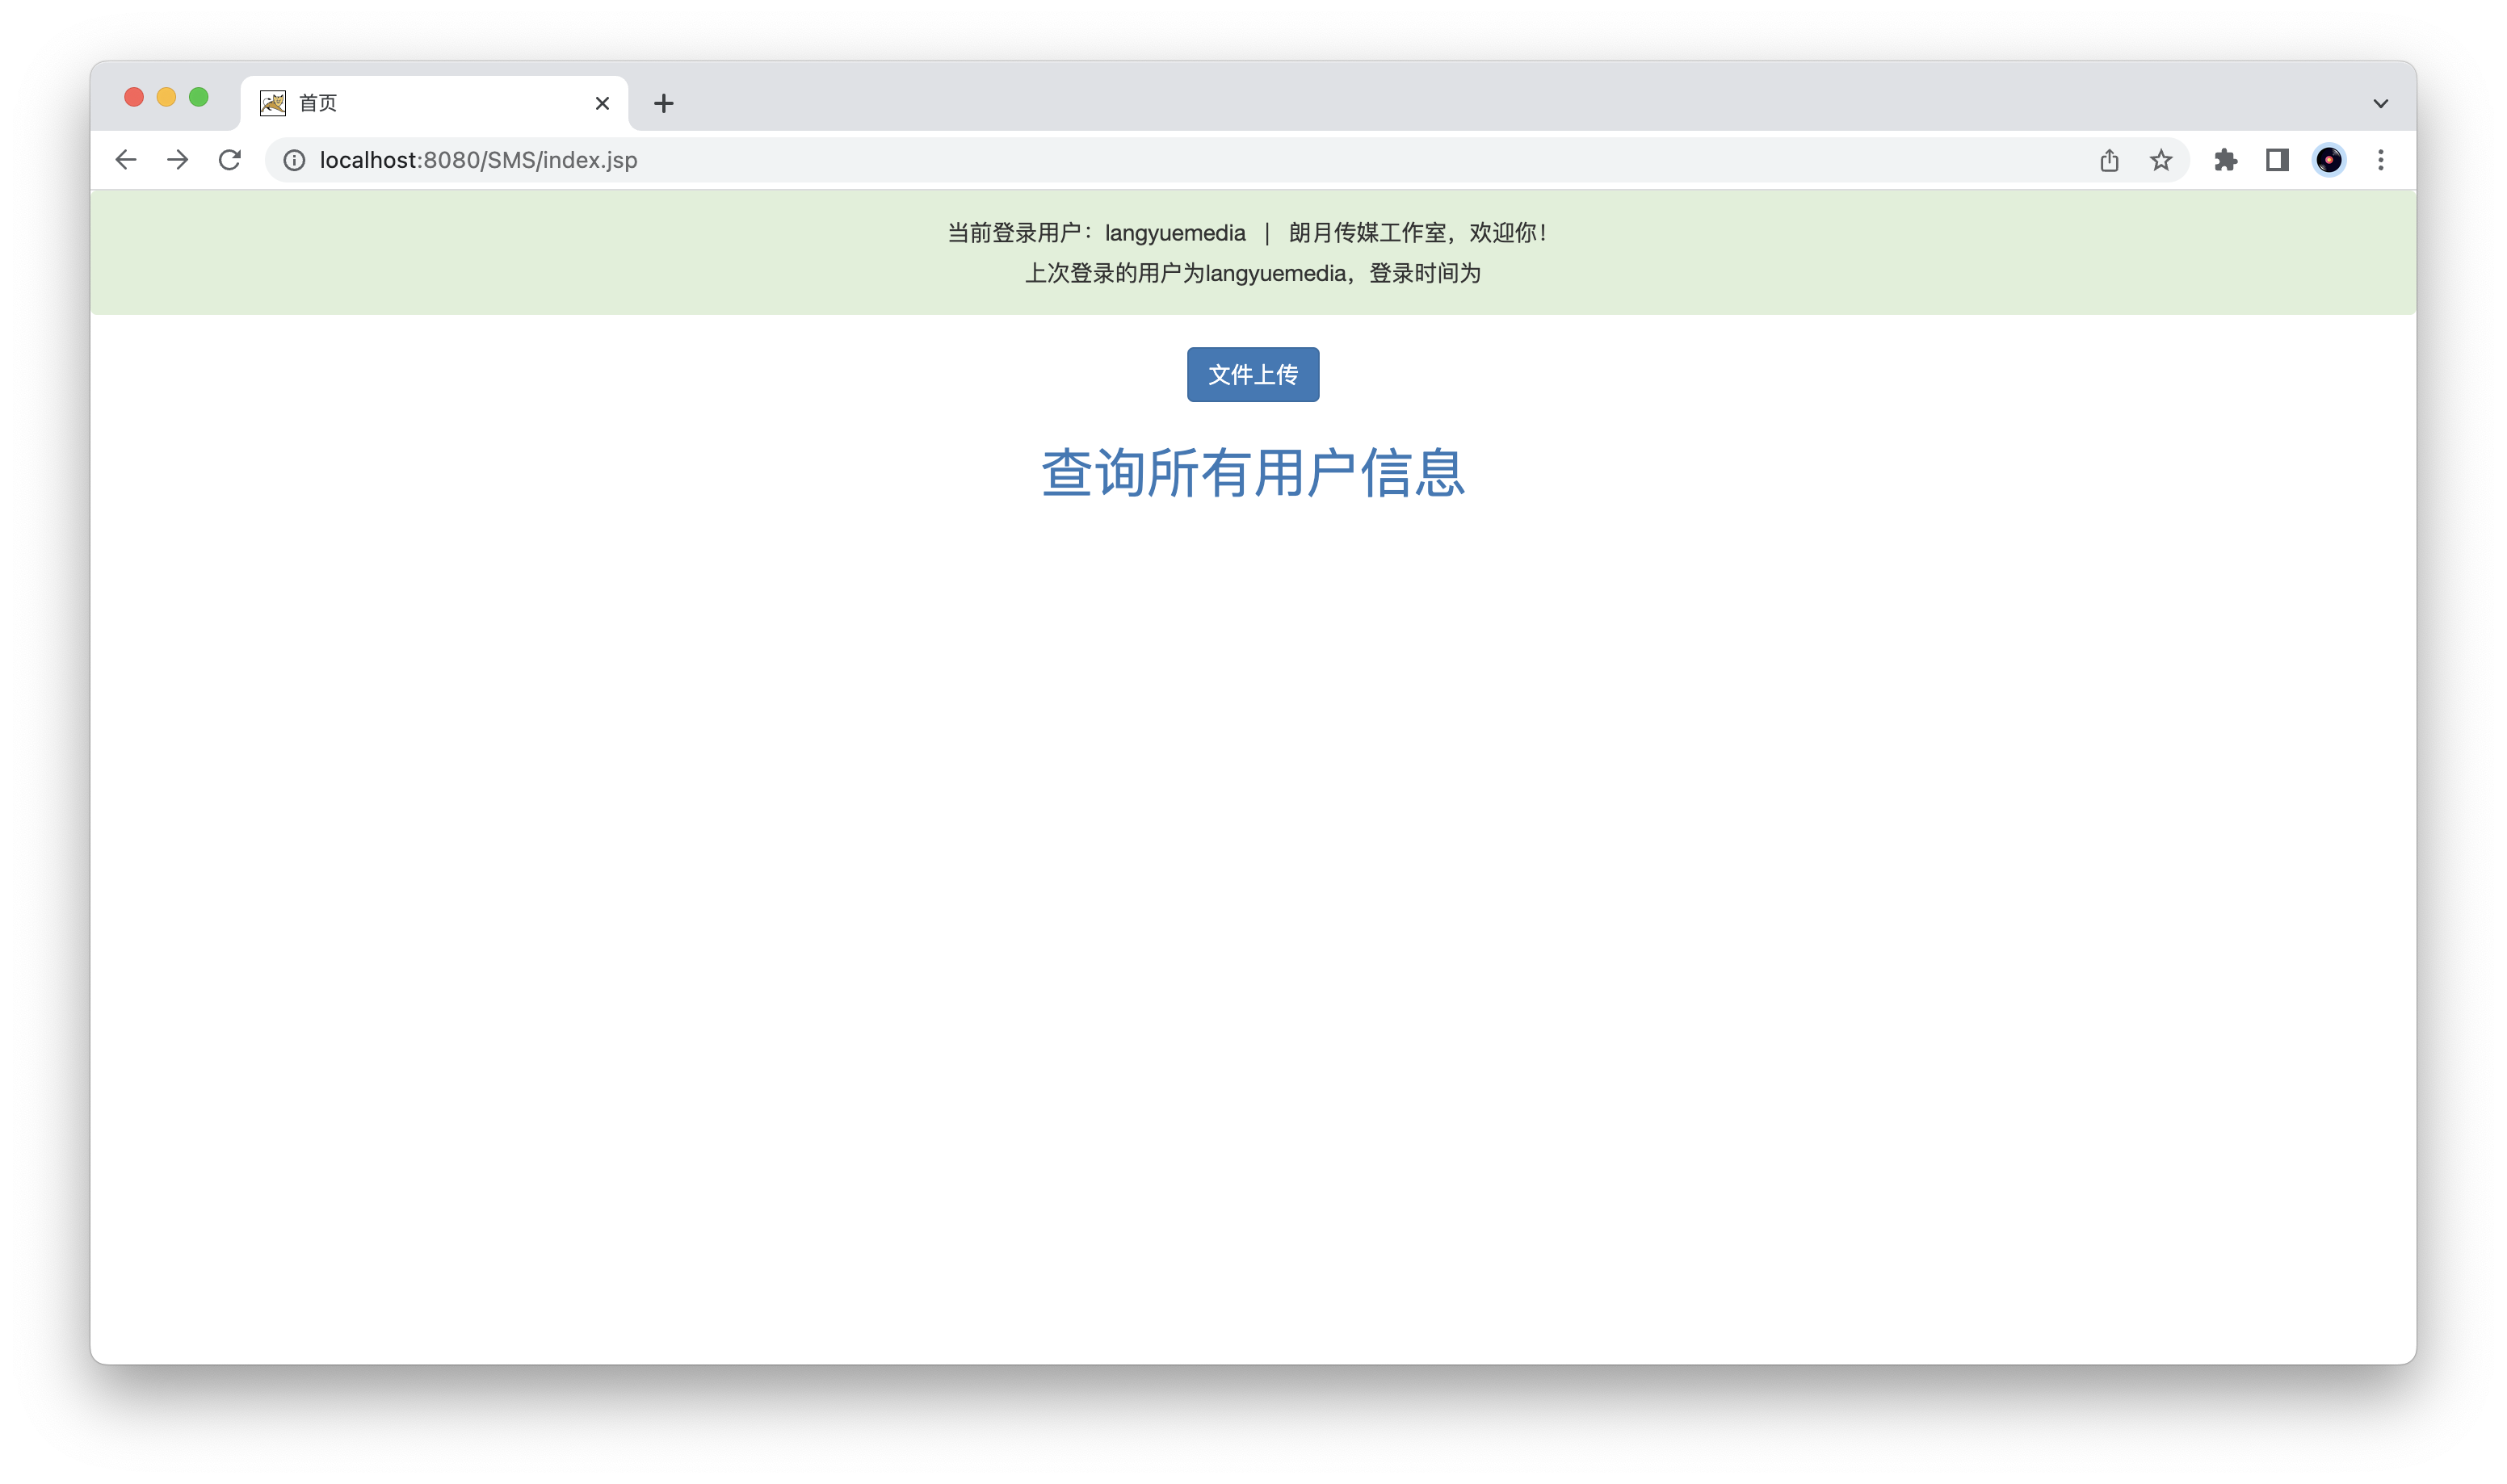 首页
localhost:8080/SMS/index.jsp
当前登录用户：langyuemedia | 朗月传媒工作室，欢迎你！
上次登录的用户为langyuemedia，登录时间为
文件上传
查询所有用户信息